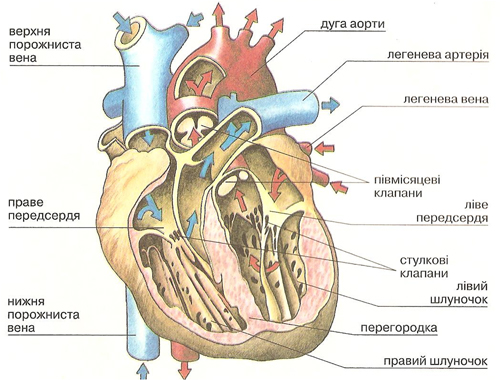 верхня
порожниста
вена
праве
передсердя
нижня
порожниста
вена
дуга аорти
легенева артерія
легенева вена
півмісяцеві
клапани
ліве
передсердя
стулкові
клапани
лівий
шлуночок
перегородка
правий шлуночок